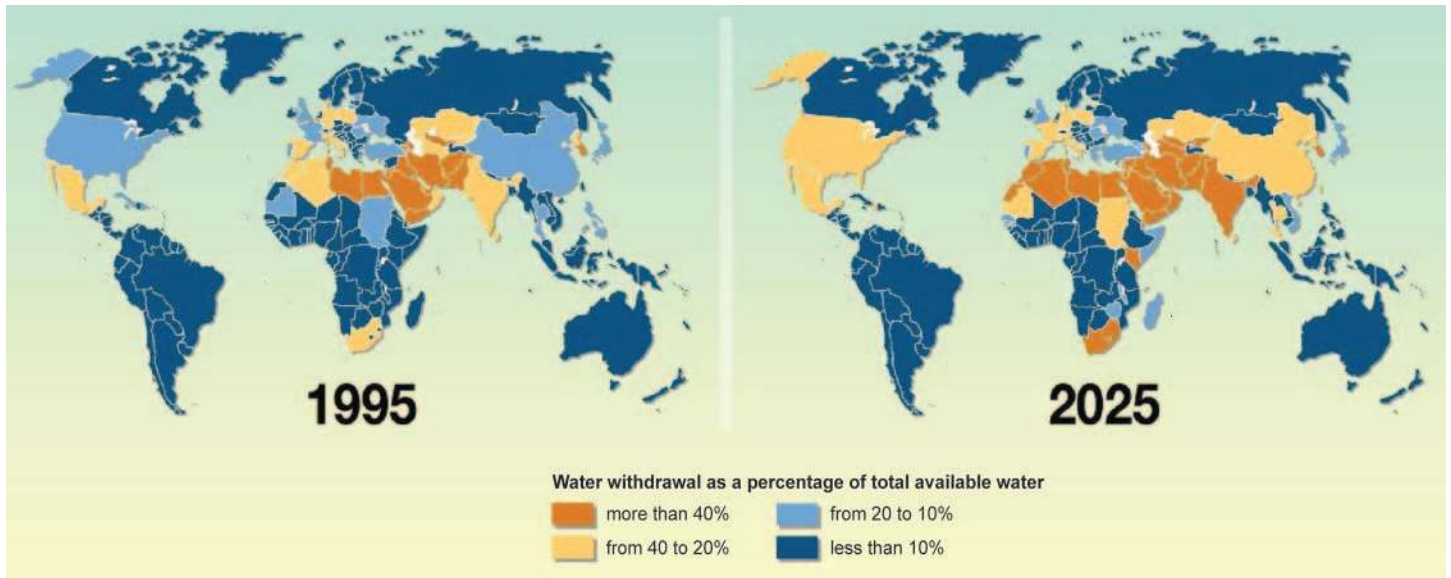 1995
2025
Water withdrawal as a percentage of total available water
more than 40%
from 20 to 10%
from 40 to 20%
less than 10%